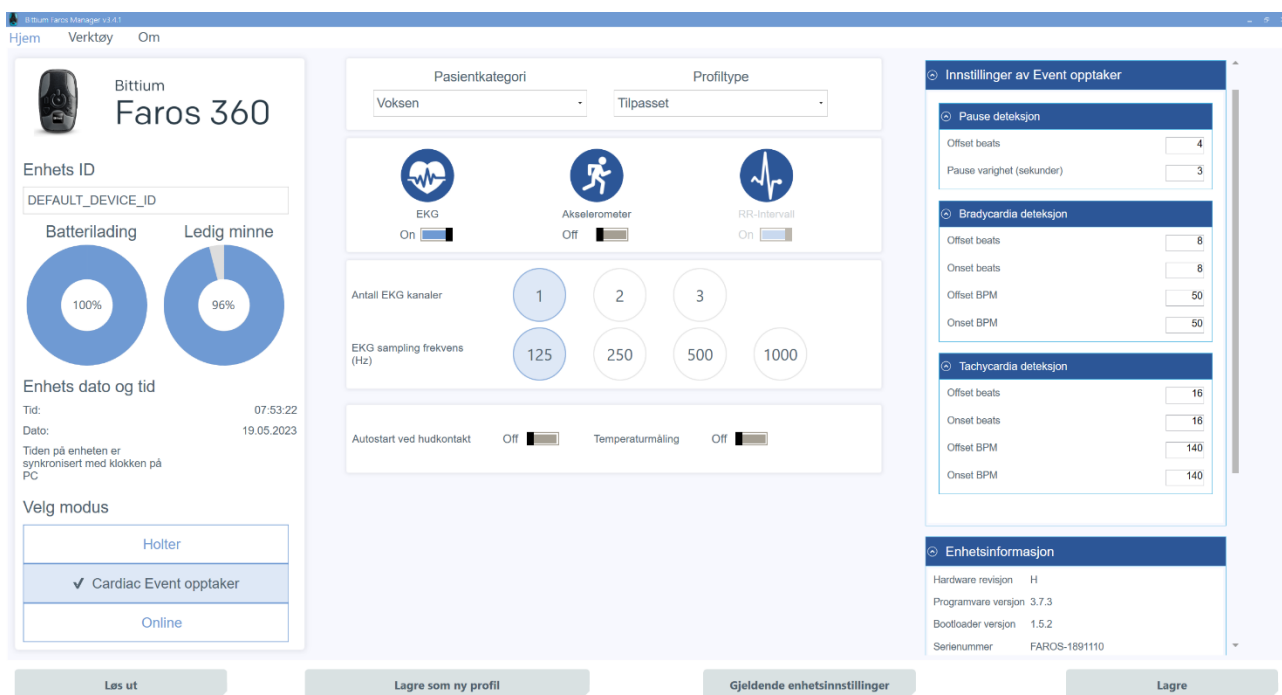 Bittium Faros Manager v3.4.1
Hjem Verktøy Om
Bittium
Faros 360
Enhets ID
DEFAULT_DEVICE_ID
Batterilading Ledig minne
100% 96%
Enhets dato og tid
Tid: 07:53:22
Dato: 19.05.2023
Tiden på enheten er
synkronisert med klokken på
PC
Velg modus
Holter
✓ Cardiac Event opptaker
Online
Pasientkategori Profiltype
Voksen Tilpasset
EKG Akselerometer RR-Intervall
On Off On
Antall EKG kanaler 1 2 3
EKG sampling frekvens
(Hz) 125 250 500 1000
Autostart ved hudkontakt Off Temperaturmåling Off
Innstillinger av Event opptaker
Pause deteksjon
Offset beats 4
Pause varighet (sekunder) 3
Bradycardia deteksjon
Offset beats 8
Onset beats 8
Offset BPM 50
Onset BPM 50
Tachycardia deteksjon
Offset beats 16
Onset beats 16
Offset BPM 140
Onset BPM 140
Enhetsinformasjon
Hardware revisjon H
Programvare versjon 3.7.3
Bootloader versjon 1.5.2
Serienummer FAROS-1891110
Løs ut Lagre som ny profil Gjeldende enhetsinnstillinger Lagre